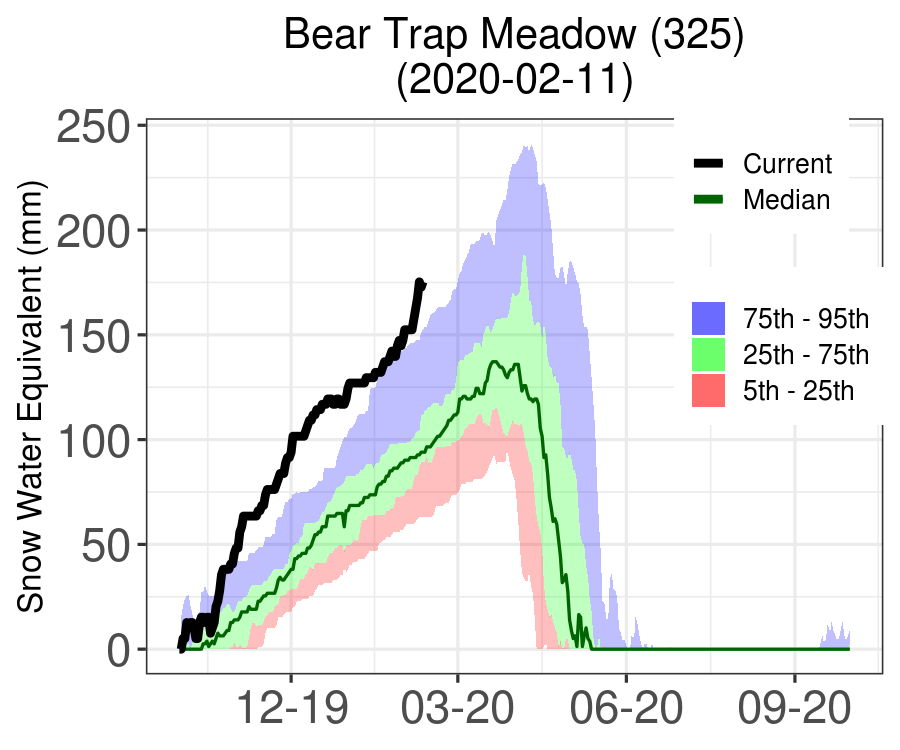 Bear Trap Meadow (325)
(2020-02-11)
Snow Water Equivalent (mm)
250
200
150
100
50
0
12-19
03-20
06-20
09-20
Current
Median
75th - 95th
25th - 75th
5th - 25th